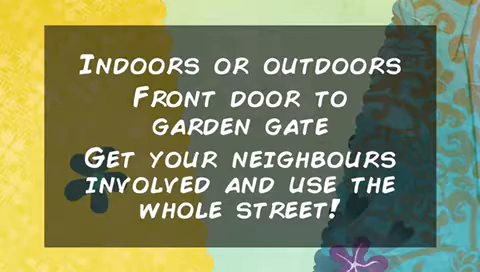 Indoors or outdoors
Front door to
garden gate
Get your neighbours
involved and use the
whole street!